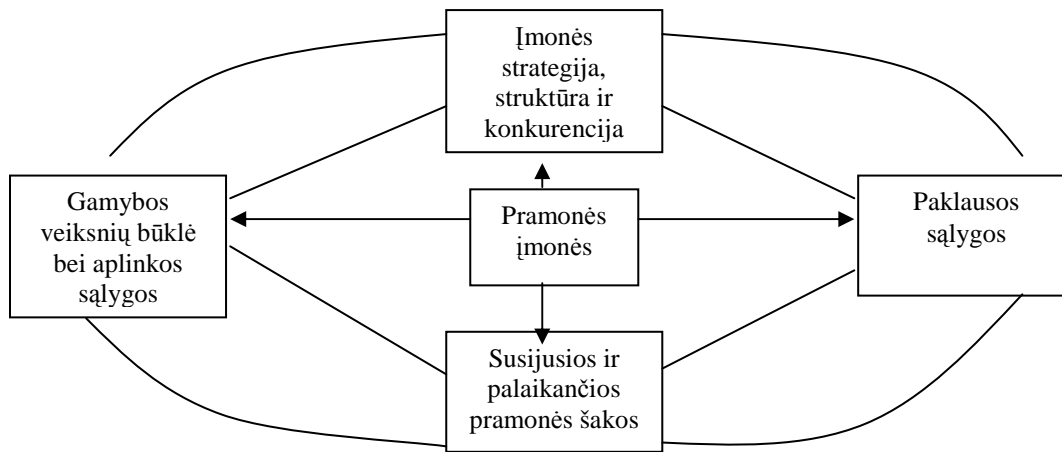 Įmonės
strategija,
struktūra ir
konkurencija
Gamybos
veiksnių būklė
bei aplinkos
sąlygos
Pramonės
įmonės
Paklausos
sąlygos
Susijusios ir
palaikančios
pramonės šakos